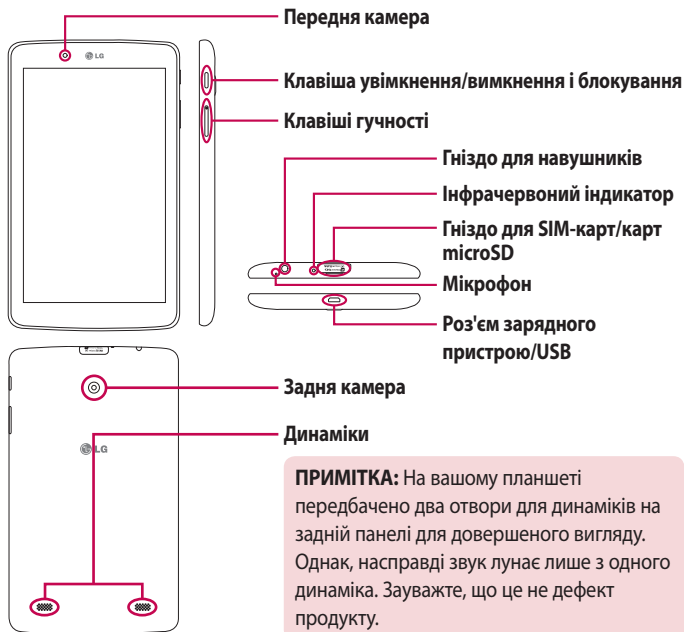 Передня камера
LG
Клавіша увімкнення/вимкнення і блокування
Клавіші гучності
Гніздо для навушників
Інфрачервоний індикатор
Гніздо для SIM-карт/карт
microSD
Мікрофон
Роз'єм зарядного
пристрою/USB
Задня камера
LG
Динаміки
ПРИМІТКА: На вашому планшеті
передбачено два отвори для динаміків на
задній панелі для довершеного вигляду.
Однак, насправді звук лунає лише з одного
динаміка. Зауважте, що це не дефект
продукту.